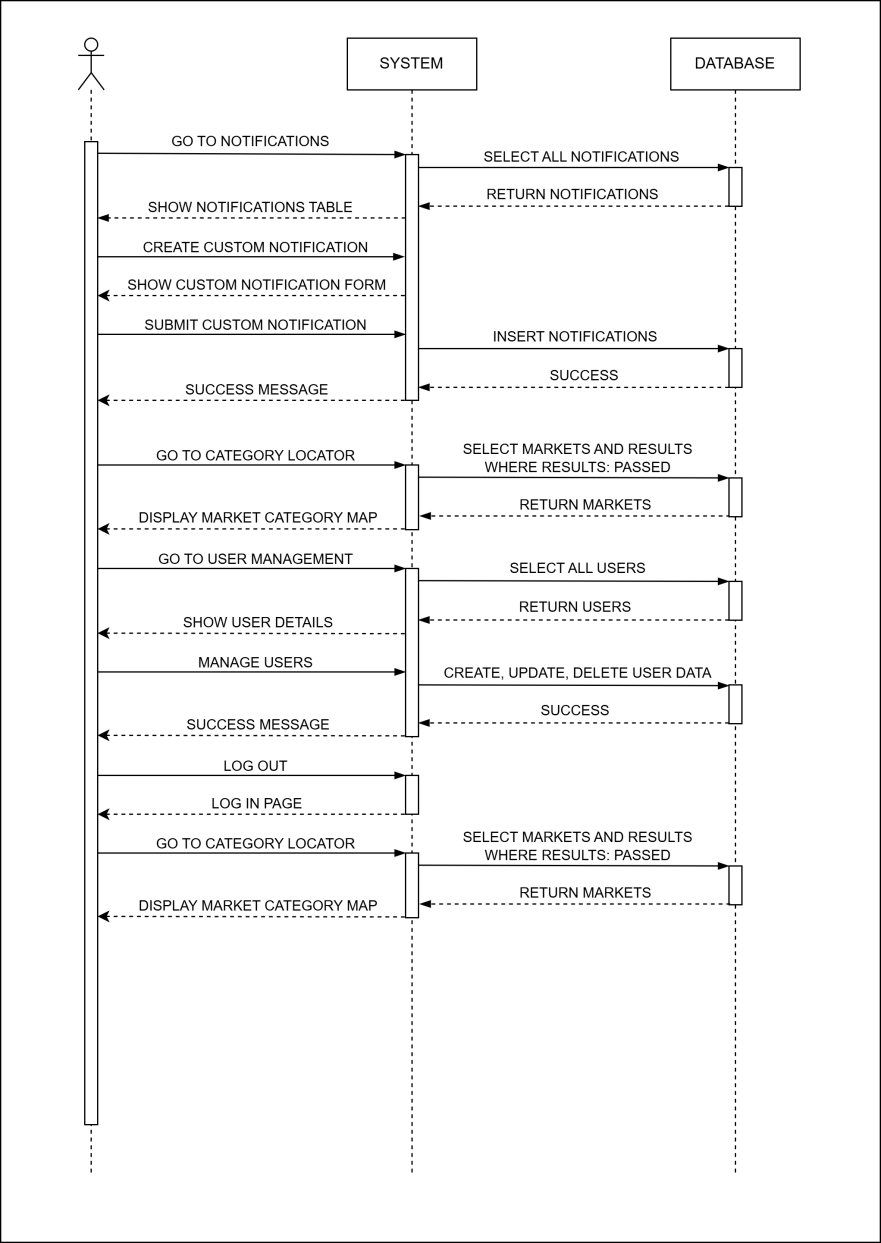 SYSTEM
DATABASE
GO TO NOTIFICATIONS
SELECT ALL NOTIFICATIONS
RETURN NOTIFICATIONS
SHOW NOTIFICATIONS TABLE
CREATE CUSTOM NOTIFICATION
SHOW CUSTOM NOTIFICATION FORM
SUBMIT CUSTOM NOTIFICATION
INSERT NOTIFICATIONS
SUCCESS
SUCCESS MESSAGE
GO TO CATEGORY LOCATOR
SELECT MARKETS AND RESULTS
WHERE RESULTS: PASSED
RETURN MARKETS
DISPLAY MARKET CATEGORY MAP
GO TO USER MANAGEMENT
SELECT ALL USERS
RETURN USERS
SHOW USER DETAILS
MANAGE USERS
CREATE, UPDATE, DELETE USER DATA
SUCCESS
SUCCESS MESSAGE
LOG OUT
LOG IN PAGE
GO TO CATEGORY LOCATOR
SELECT MARKETS AND RESULTS
WHERE RESULTS: PASSED
RETURN MARKETS
DISPLAY MARKET CATEGORY MAP